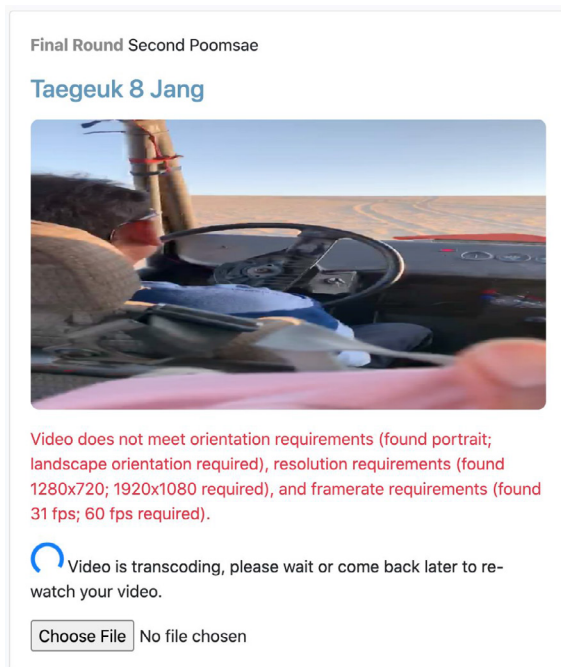 Final Round Second Poomsae
Taegeuk 8 Jang
Video does not meet orientation requirements (found portrait;
landscape orientation required), resolution requirements (found
1280x720; 1920x1080 required), and framerate requirements (found
31 fps; 60 fps required).
Video is transcoding, please wait or come back later to re-
watch your video.
Choose File No file chosen